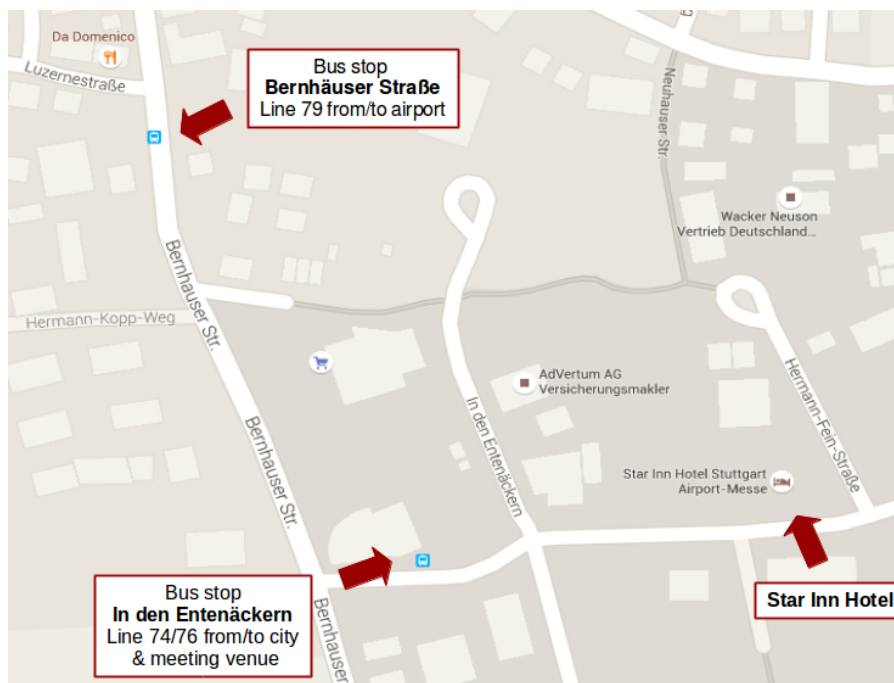 Da Domenico
Luzernestraße
Bus stop
Bernhäuser Straße
Line 79 from/to airport
Neuhauser Str.
Wacker Neuson
Vertrieb Deutschland...
Bernhauser Str.
Hermann-Kopp-Weg
AdVertum AG
Versicherungsmakler
Hermann-Fein-Straße
In den Entenäckern
Bernhauser Str.
Star Inn Hotel Stuttgart
Airport-Messe
Bus stop
In den Entenäckern
Line 74/76 from/to city
& meeting venue
Star Inn Hotel
Bernhauser